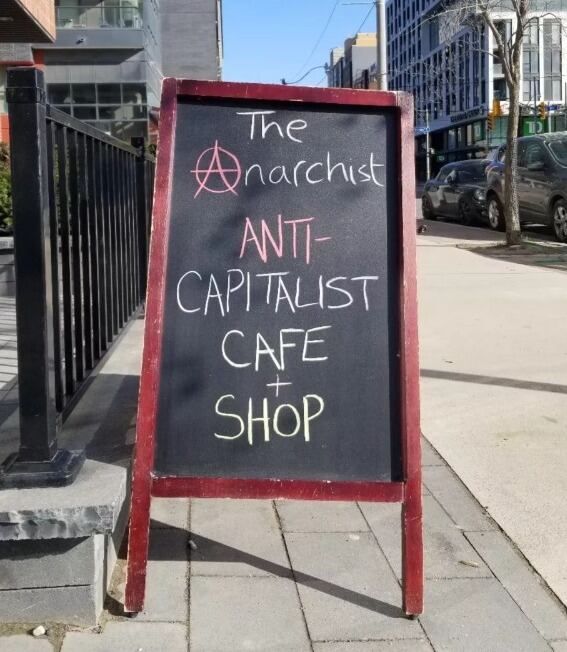 The
Anarchist
ANTI-
CAPITALIST
CAFE
+
SHOP